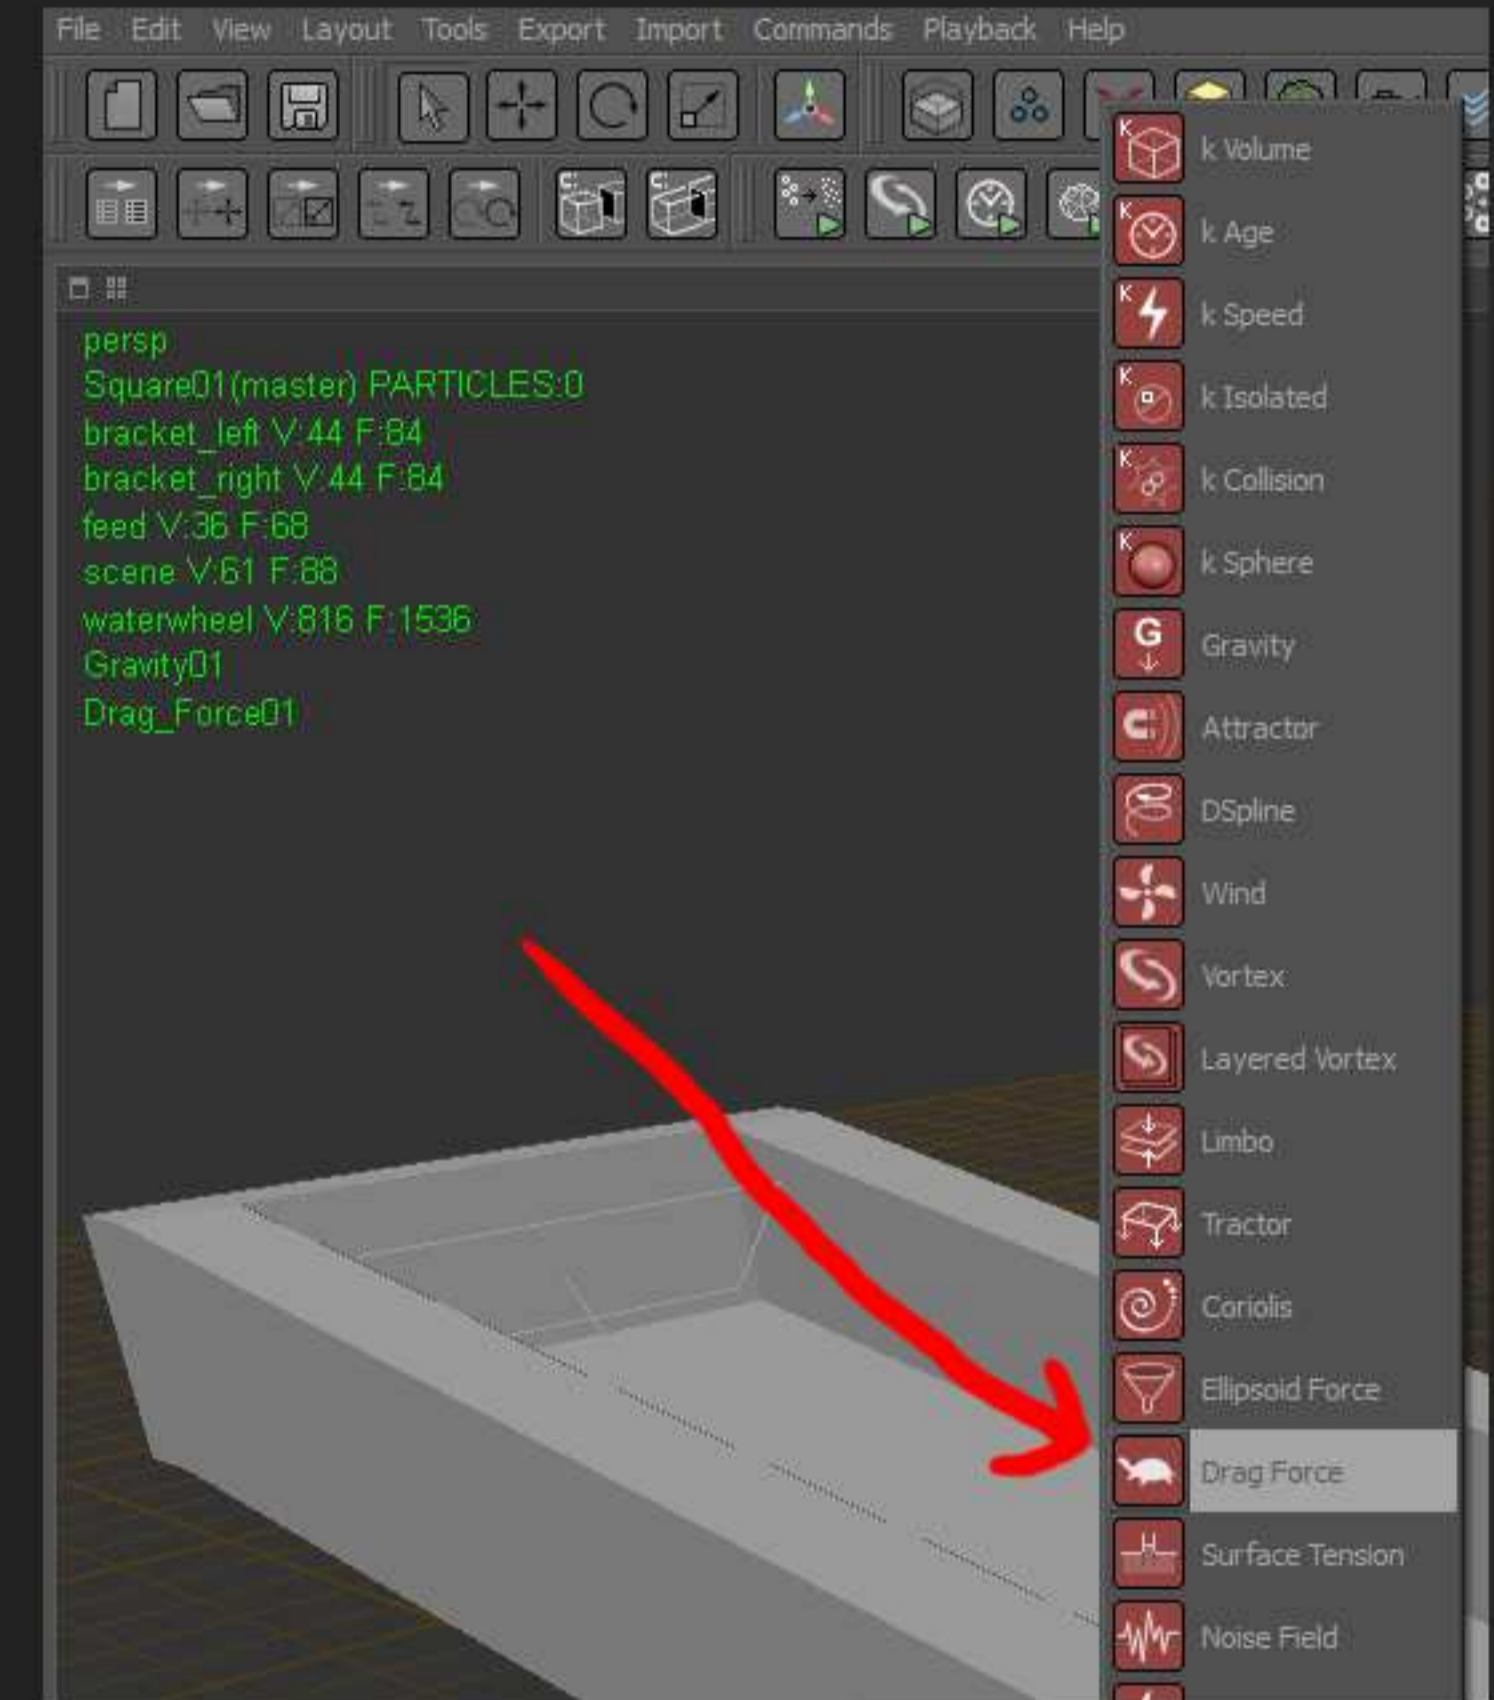 File Edit View Layout Tools Export Import Commands Playback Help
persp
Square01(master) PARTICLES:0
bracket_left V:44 F:84
bracket_right V:44 F:84
feed V:36 F:68
scene V:61 F:88
waterwheel V:816 F:1536
Gravity01
Drag_Force01
K k Volume
K k Age
K k Speed
K k Isolated
K k Collision
K k Sphere
G Gravity
Attractor
DSpline
Wind
Vortex
Layered Vortex
Limbo
Tractor
Coriolis
Ellipsoid Force
Drag Force
Surface Tension
Noise Field